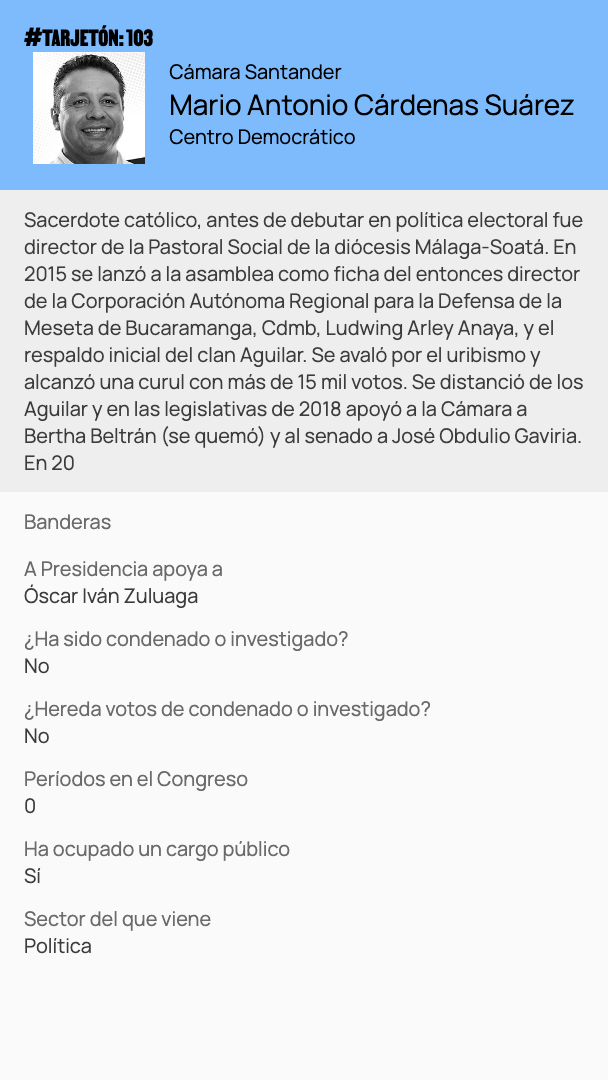 #TARJETÓN: 103
Cámara Santander
Mario Antonio Cárdenas Suárez
Centro Democrático
Sacerdote católico, antes de debutar en política electoral fue
director de la Pastoral Social de la diócesis Málaga-Soatá. En
2015 se lanzó a la asamblea como ficha del entonces director
de la Corporación Autónoma Regional para la Defensa de la
Meseta de Bucaramanga, Cdmb, Ludwing Arley Anaya, y el
respaldo inicial del clan Aguilar. Se avaló por el uribismo y
alcanzó una curul con más de 15 mil votos. Se distanció de los
Aguilar y en las legislativas de 2018 apoyó a la Cámara a
Bertha Beltrán (se quemó) y al senado a José Obdulio Gaviria.
En 20
Banderas
A Presidencia apoya a
Óscar Iván Zuluaga
¿Ha sido condenado o investigado?
No
¿Hereda votos de condenado o investigado?
No
Períodos en el Congreso
0
Ha ocupado un cargo público
Sí
Sector del que viene
Política